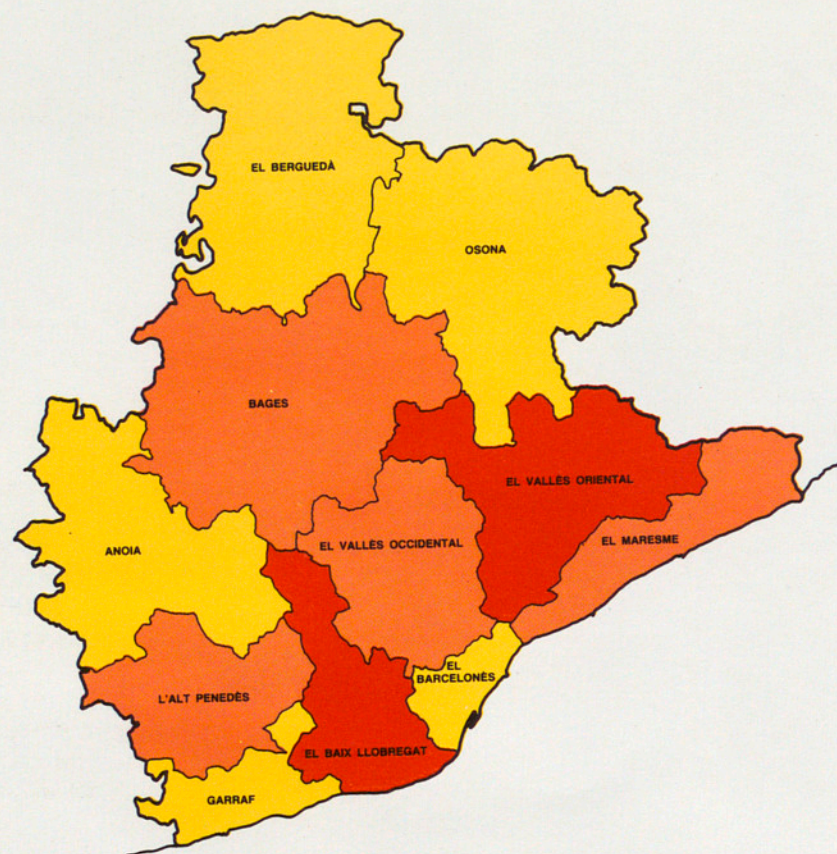 EL BERGUEDÀ
OSONA
BAGES
EL VALLÈS ORIENTAL
EL MARESME
EL VALLÈS OCCIDENTAL
ANOIA
EL
BARCELONÈS
L'ALT PENEDÈS
EL BAIX LLOBREGAT
GARRAF